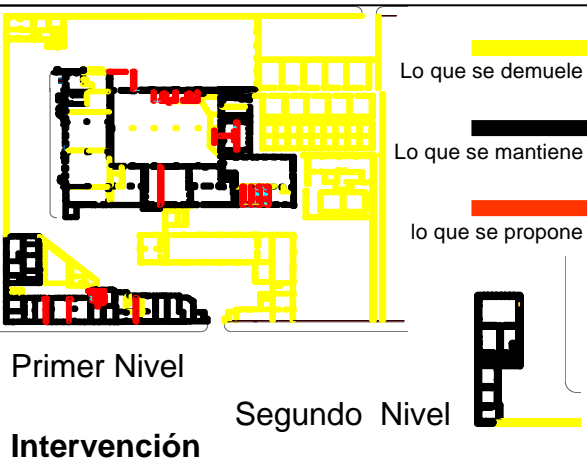 Lo que se demuele
Lo que se mantiene
lo que se propone
Primer Nivel
Segundo Nivel
Intervención